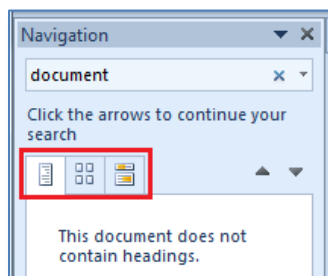 Navigation
document
Click the arrows to continue your
search
This document does not
contain headings.